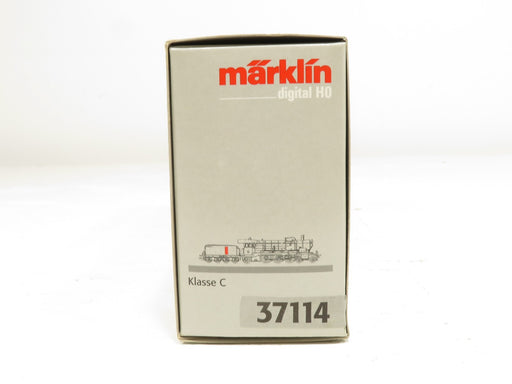 märklin
digital H0
Klasse C
37114